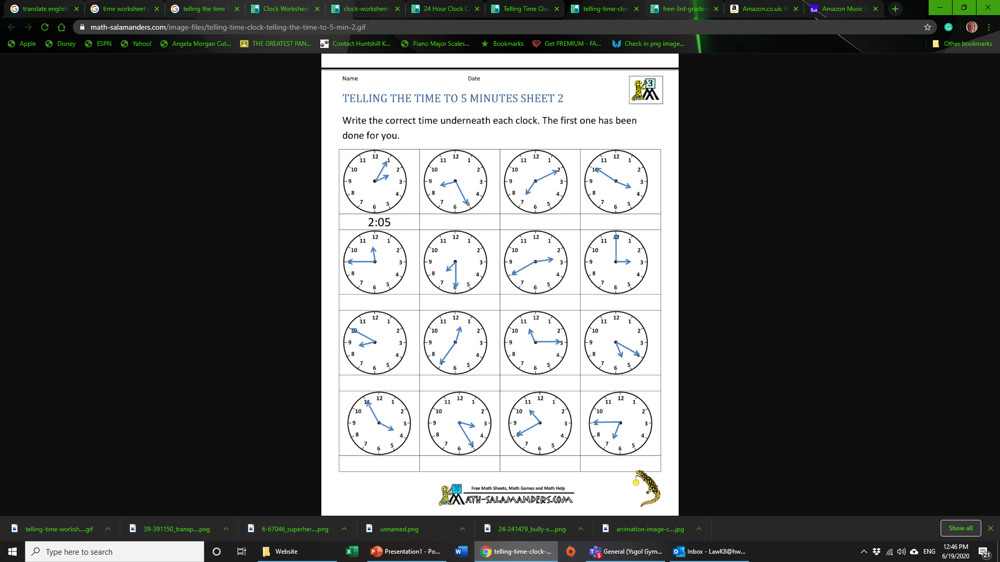 translate english
time worksheet y
telling the time 1
Clock Worksheet
clock-worksheet
24 Hour Clock C
Telling Time Cloc
telling-time-cloc
free-3rd-grade-
Amazon.co.uk: P
Amazon Music L
math-salamanders.com/image-files/telling-time-clock-telling-the-time-to-5-min-2.gif
Apple Disney ESPN Yahoo! Angela Morgan Cut... THE GREATEST PAN... Contact Huntshill K... Piano Major Scales... Bookmarks Get PREMIUM - FA... Check in png image... Other bookmarks
Name Date
3
TELLING THE TIME TO 5 MINUTES SHEET 2
Write the correct time underneath each clock. The first one has been
done for you.
12 1 2 3 4 5 6 7 8 9 10 11
12 1 2 3 4 5 6 7 8 9 10 11
12 1 2 3 4 5 6 7 8 9 10 11
12 1 2 3 4 5 6 7 8 9 10 11
2:05
12 1 2 3 4 5 6 7 8 9 10 11
12 1 2 3 4 5 6 7 8 9 10 11
12 1 2 3 4 5 6 7 8 9 10 11
12 1 2 3 4 5 6 7 8 9 10 11
12 1 2 3 4 5 6 7 8 9 10 11
12 1 2 3 4 5 6 7 8 9 10 11
12 1 2 3 4 5 6 7 8 9 10 11
12 1 2 3 4 5 6 7 8 9 10 11
12 1 2 3 4 5 6 7 8 9 10 11
12 1 2 3 4 5 6 7 8 9 10 11
12 1 2 3 4 5 6 7 8 9 10 11
12 1 2 3 4 5 6 7 8 9 10 11
Free Math Sheets, Math Games and Math Help
MATH-SALAMANDERS.COM
telling-time-worksh....gif
39-391150_transp....png
6-67046_superher....png
unnamed.png
24-241479_bully-s....png
animation-image-c....jpg
Show all
Type here to search
Website
Presentation1 - Po...
telling-time-clock-...
General (Ysgol Gym...
5
Inbox - LawK8@hw...
ENG
12:46 PM
6/19/2020
21